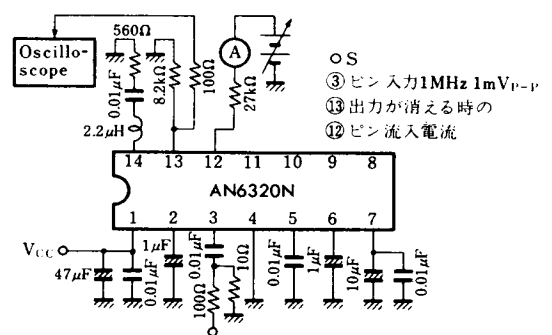 Oscillo-
scope
560Ω
0.01μF
2.2μH
8.2kΩ
100Ω
A
27kΩ
S
③ピン入力1MHz 1mVP-P
⑬出力が消える時の
⑫ピン流入電流
14 13 12 11 10 9 8
AN6320N
1 2 3 4 5 6 7
VCC
47μF
0.01μF
1μF
0.01μF
100Ω
10Ω
0.01μF
1μF
10μF
0.01μF